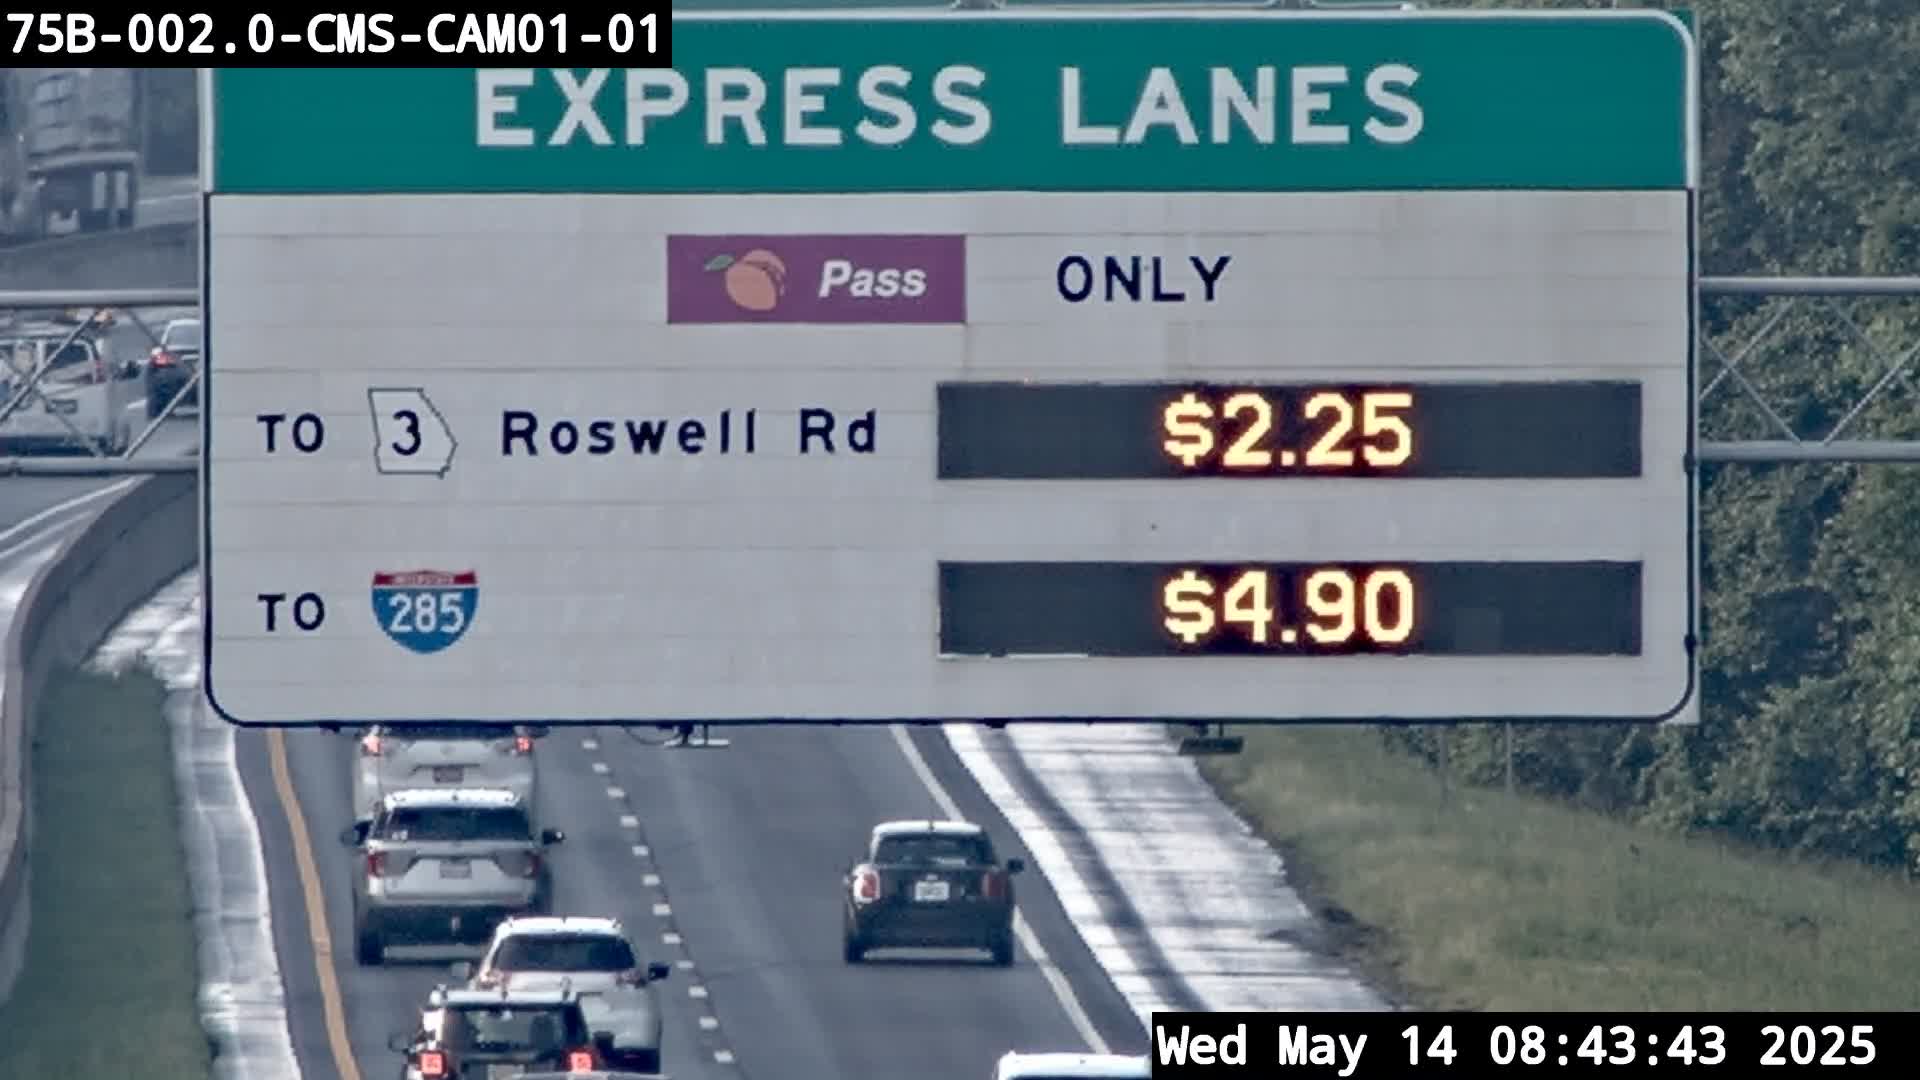 75B-002.0-CMS-CAM01-01
EXPRESS LANES
Pass ONLY
TO 3 Roswell Rd $2.25
INTERSTATE
TO 285 $4.90
Wed May 14 08:43:43 2025